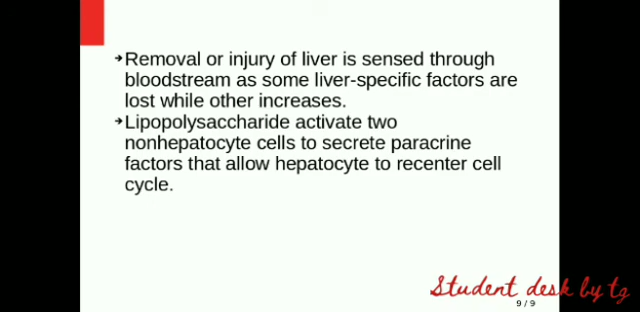 ➔Removal or injury of liver is sensed through
bloodstream as some liver-specific factors are
lost while other increases.
➔Lipopolysaccharide activate two
nonhepatocyte cells to secrete paracrine
factors that allow hepatocyte to recenter cell
cycle.
Student desk by tg
9 / 9